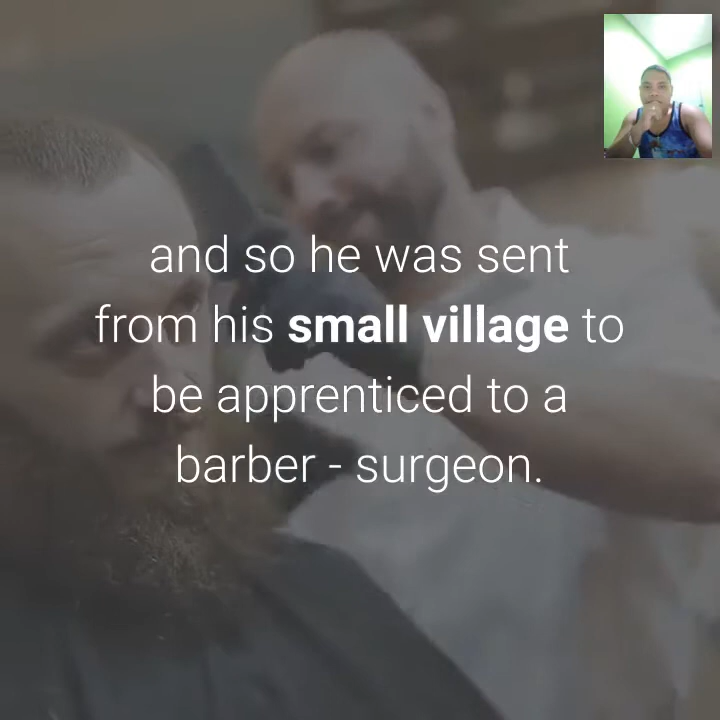 and so he was sent
from his small village to
be apprenticed to a
barber - surgeon.